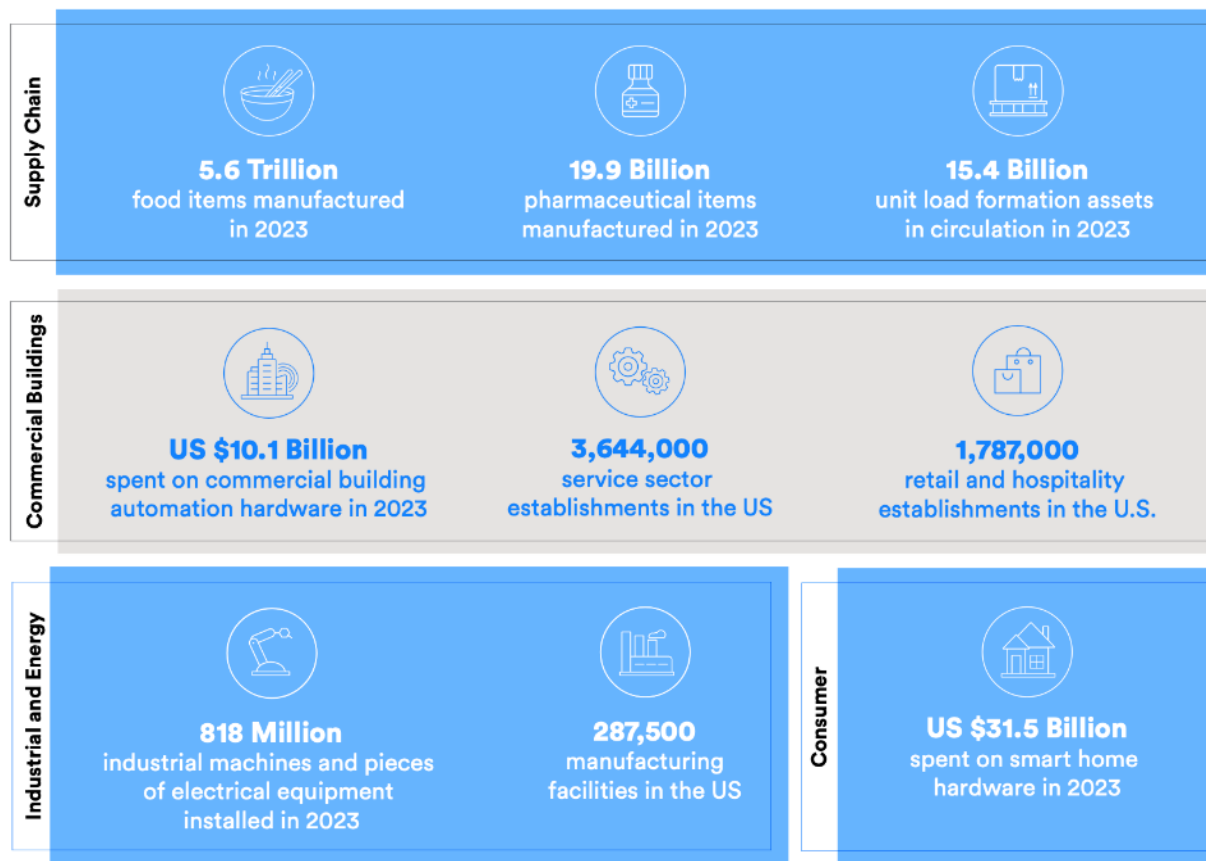 Supply Chain
5.6 Trillion
food items manufactured
in 2023
19.9 Billion
pharmaceutical items
manufactured in 2023
15.4 Billion
unit load formation assets
in circulation in 2023
Commercial Buildings
US $10.1 Billion
spent on commercial building
automation hardware in 2023
3,644,000
service sector
establishments in the US
1,787,000
retail and hospitality
establishments in the U.S.
Industrial and Energy
818 Million
industrial machines and pieces
of electrical equipment
installed in 2023
287,500
manufacturing
facilities in the US
Consumer
US $31.5 Billion
spent on smart home
hardware in 2023